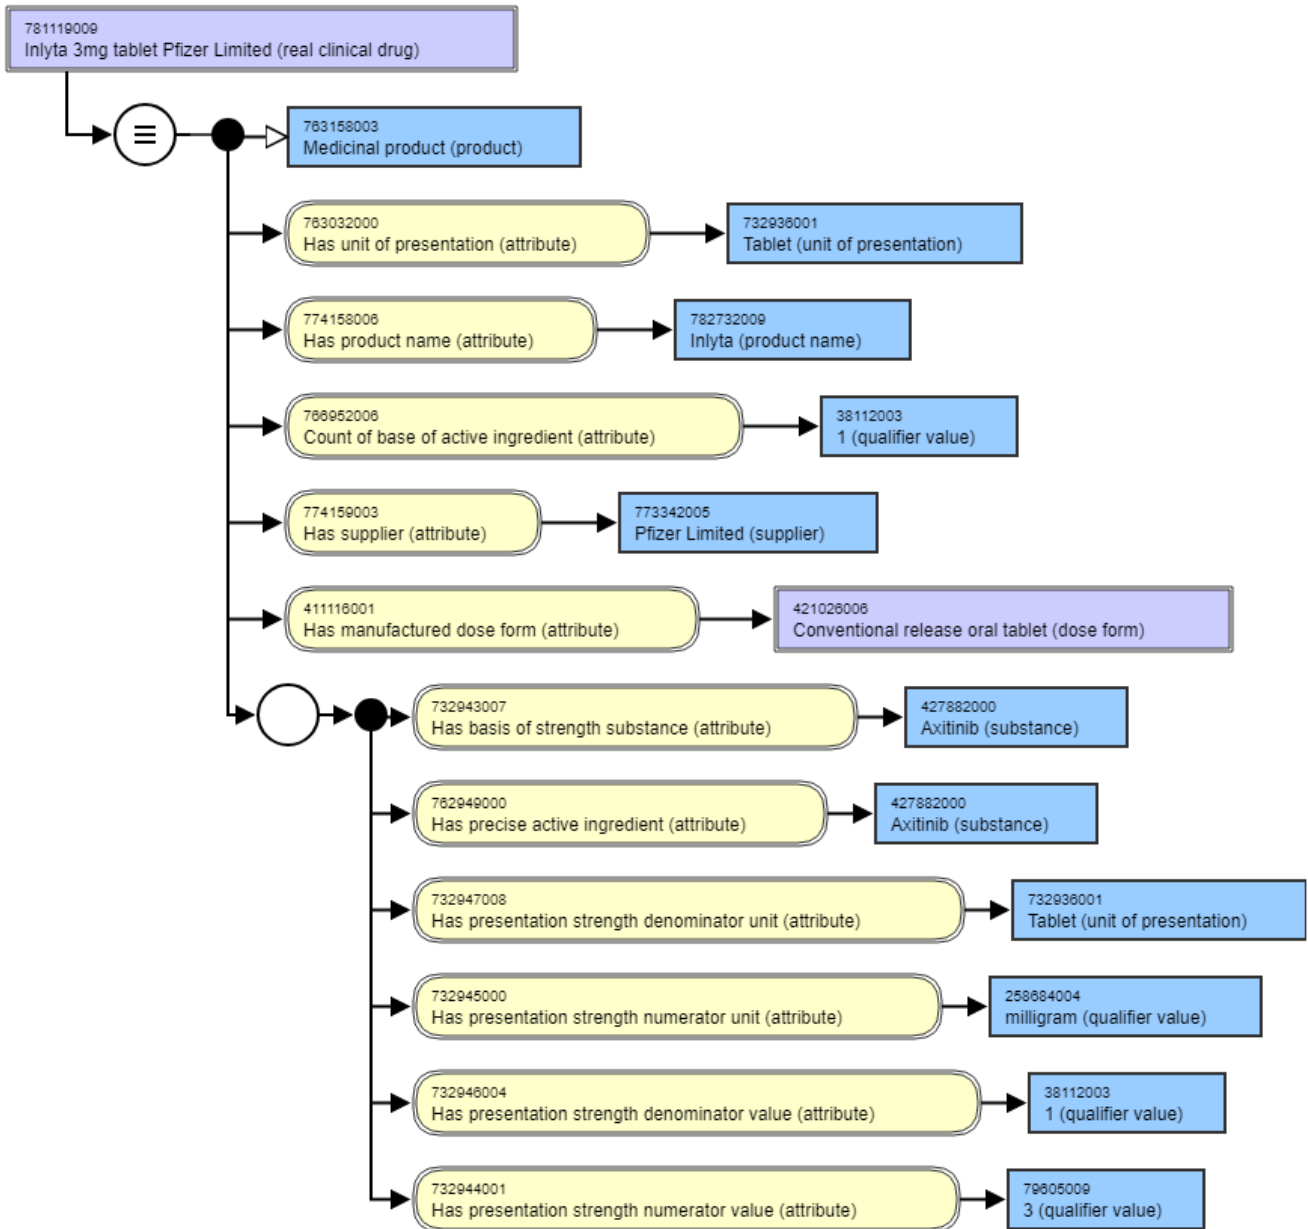 781119009
Inlyta 3mg tablet Pfizer Limited (real clinical drug)
763158003
Medicinal product (product)
763032000
Has unit of presentation (attribute)
732936001
Tablet (unit of presentation)
774158006
Has product name (attribute)
782732009
Inlyta (product name)
766952006
Count of base of active ingredient (attribute)
38112003
1 (qualifier value)
774159003
Has supplier (attribute)
773342005
Pfizer Limited (supplier)
411116001
Has manufactured dose form (attribute)
421026006
Conventional release oral tablet (dose form)
732943007
Has basis of strength substance (attribute)
427882000
Axitinib (substance)
762949000
Has precise active ingredient (attribute)
427882000
Axitinib (substance)
732947008
Has presentation strength denominator unit (attribute)
732936001
Tablet (unit of presentation)
732945000
Has presentation strength numerator unit (attribute)
258684004
milligram (qualifier value)
732946004
Has presentation strength denominator value (attribute)
38112003
1 (qualifier value)
732944001
Has presentation strength numerator value (attribute)
79605009
3 (qualifier value)